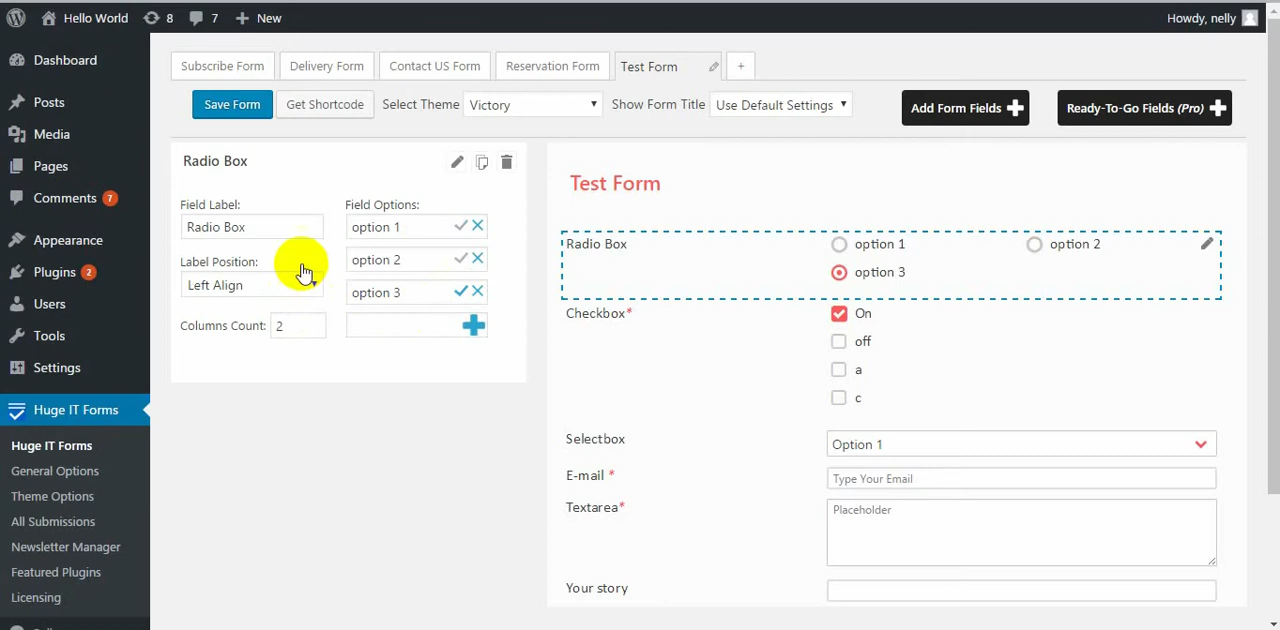 Hello World 8 7 New Howdy, nelly
Dashboard
Posts
Media
Pages
Comments 7
Appearance
Plugins 2
Users
Tools
Settings
Huge IT Forms
Huge IT Forms
General Options
Theme Options
All Submissions
Newsletter Manager
Featured Plugins
Licensing
Subscribe Form Delivery Form Contact US Form Reservation Form Test Form +
Save Form Get Shortcode Select Theme Victory Show Form Title Use Default Settings Add Form Fields Ready-To-Go Fields (Pro)
Radio Box
Field Label: Field Options:
Radio Box option 1
Label Position: option 2
Left Align option 3
Columns Count: 2
Test Form
Radio Box option 1 option 2
option 3
Checkbox* On
off
a
c
Selectbox Option 1
E-mail * Type Your Email
Textarea* Placeholder
Your story